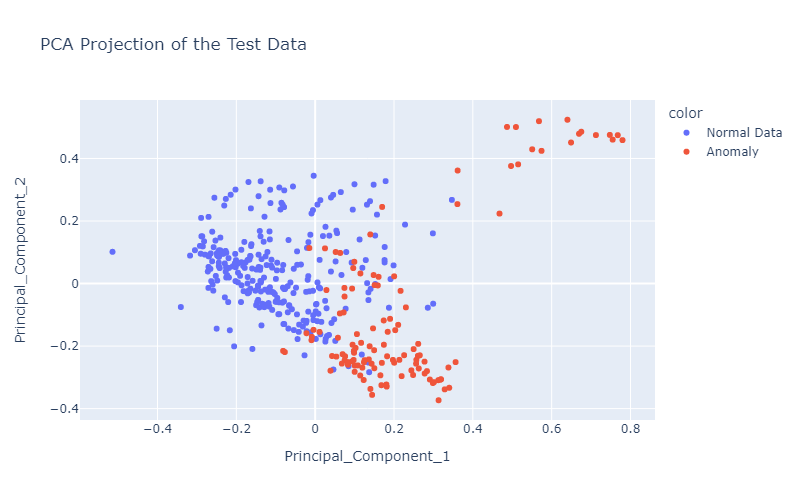 PCA Projection of the Test Data
color
Normal Data
Anomaly
0.4
0.2
0
−0.2
−0.4
Principal_Component_2
−0.4 −0.2 0 0.2 0.4 0.6 0.8
Principal_Component_1